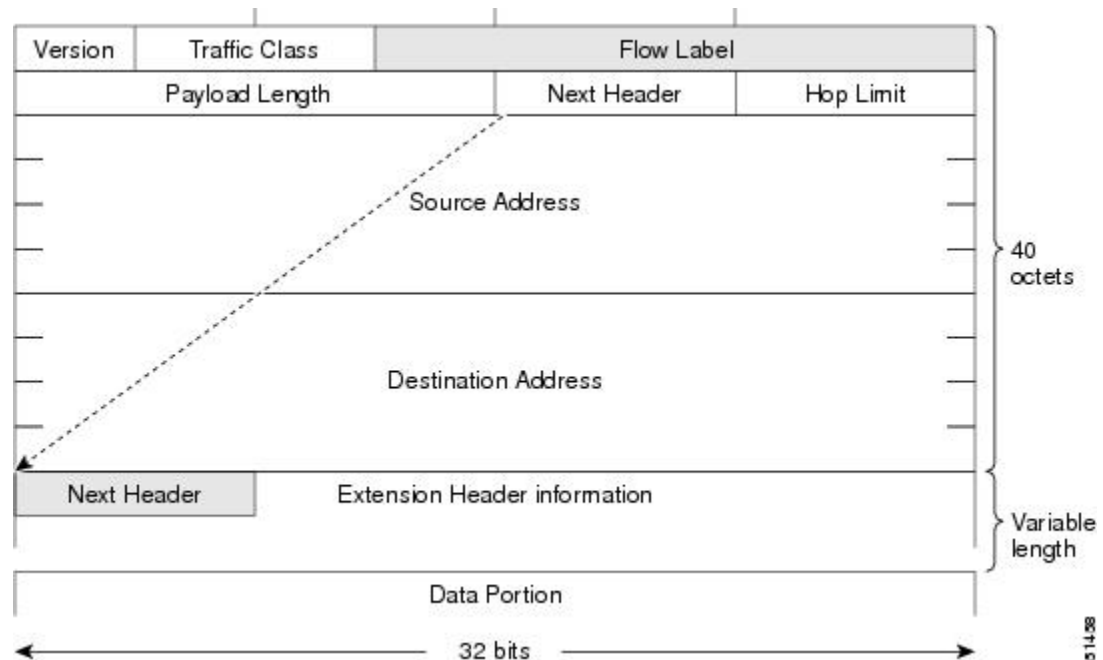 Version Traffic Class Flow Label
Payload Length Next Header Hop Limit
Source Address
40
octets
Destination Address
Next Header Extension Header information
Variable
length
Data Portion
32 bits
51458